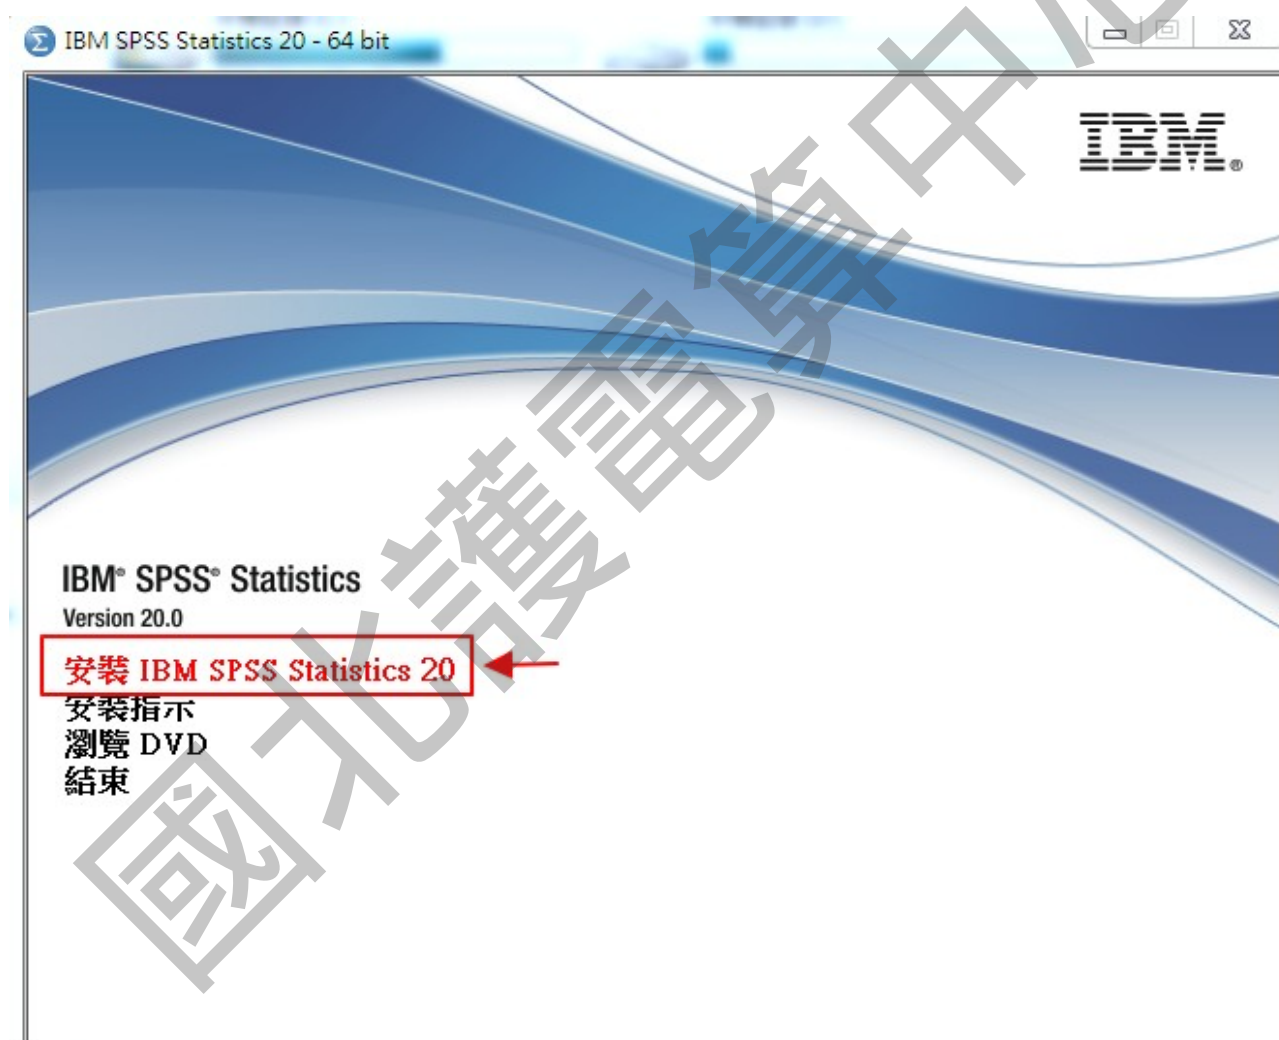 IBM SPSS Statistics 20 - 64 bit
IBM®
IBM® SPSS® Statistics
Version 20.0
安裝 IBM SPSS Statistics 20
安裝指示
瀏覽 DVD
結束
國北護電算中心